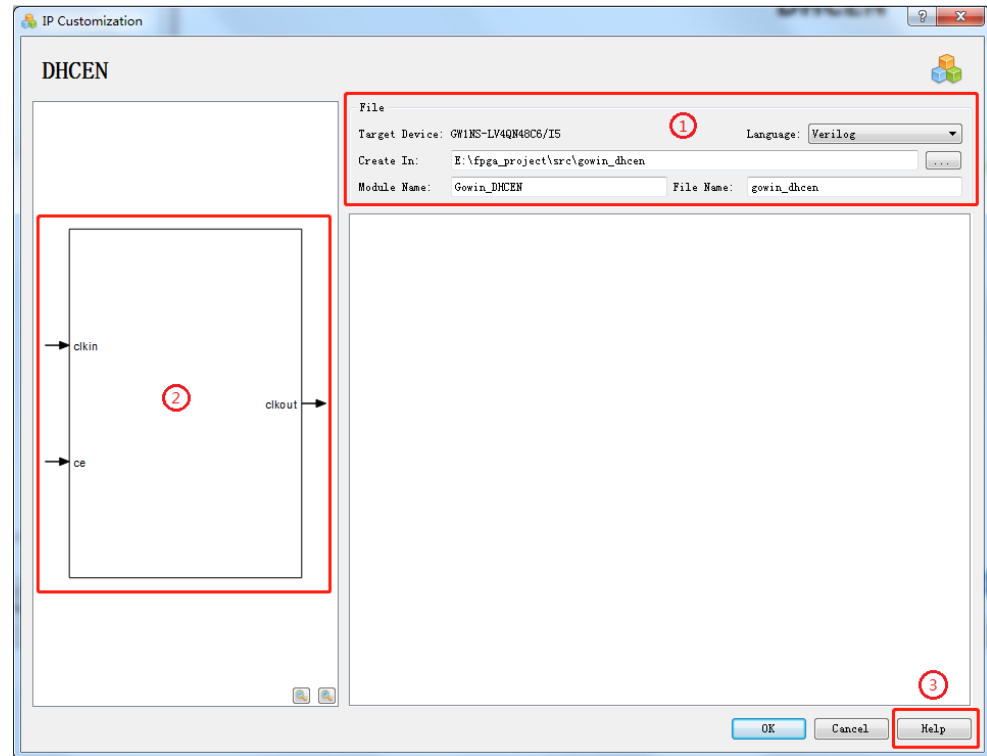 IP Customization
DHCEN
File
Target Device: GW1NS-LV4QN48C6/I5
①
Language: Verilog
Create In: E:\fpga_project\src\gowin_dhcen ...
Module Name: Gowin_DHCEN File Name: gowin_dhcen
clkin
②
clkout
ce
③
OK Cancel Help